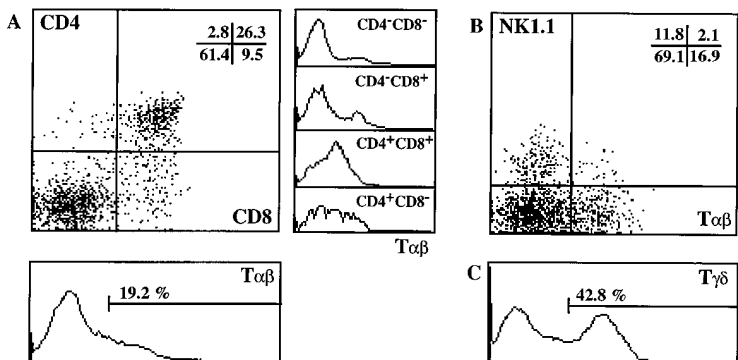 A
CD4
2.8 26.3
61.4 9.5
CD8
CD4⁻CD8⁻
CD4⁻CD8⁺
CD4⁺CD8⁺
CD4⁺CD8⁻
Tαβ
B
NK1.1
11.8 2.1
69.1 16.9
Tαβ
Tαβ
19.2 %
C
Tγδ
42.8 %